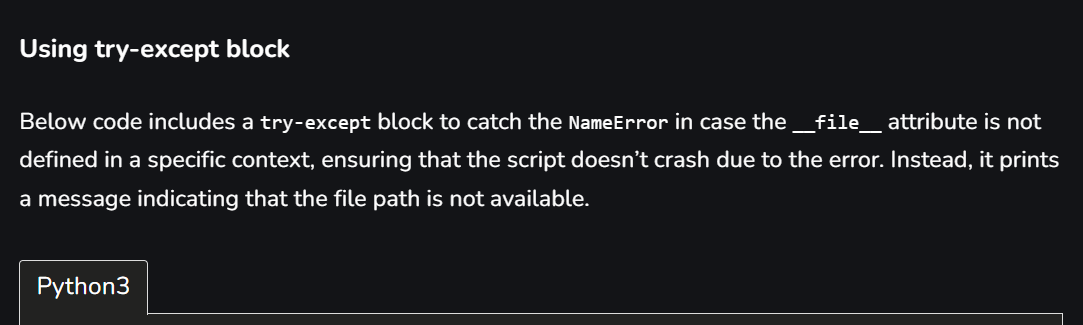 Using try-except block
Below code includes a try-except block to catch the NameError in case the __file__ attribute is not
defined in a specific context, ensuring that the script doesn’t crash due to the error. Instead, it prints
a message indicating that the file path is not available.
Python3